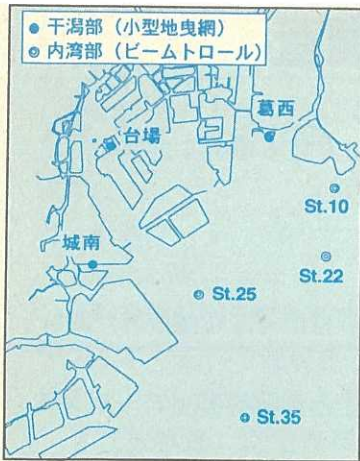 ● 干潟部（小型地曳網）
◎ 内湾部（ビームトロール）
葛西
台場
St.10
城南
St.22
St.25
St.35